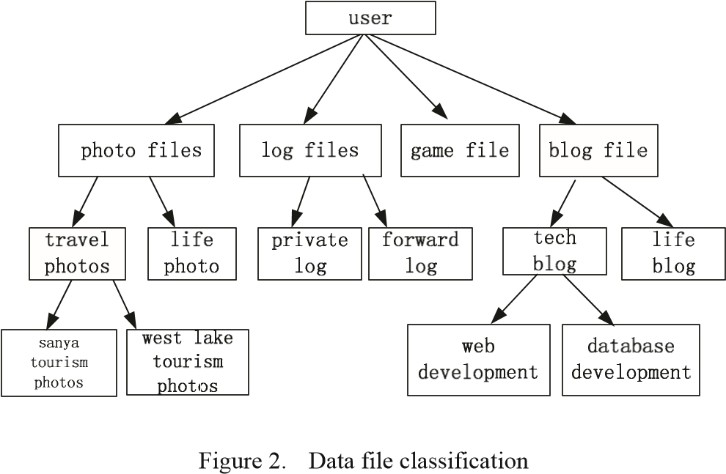 user
photo files
log files
game file
blog file
travel
photos
life
photo
private
log
forward
log
tech
blog
life
blog
sanya
tourism
photos
west lake
tourism
photos
web
development
database
development
Figure 2. Data file classification